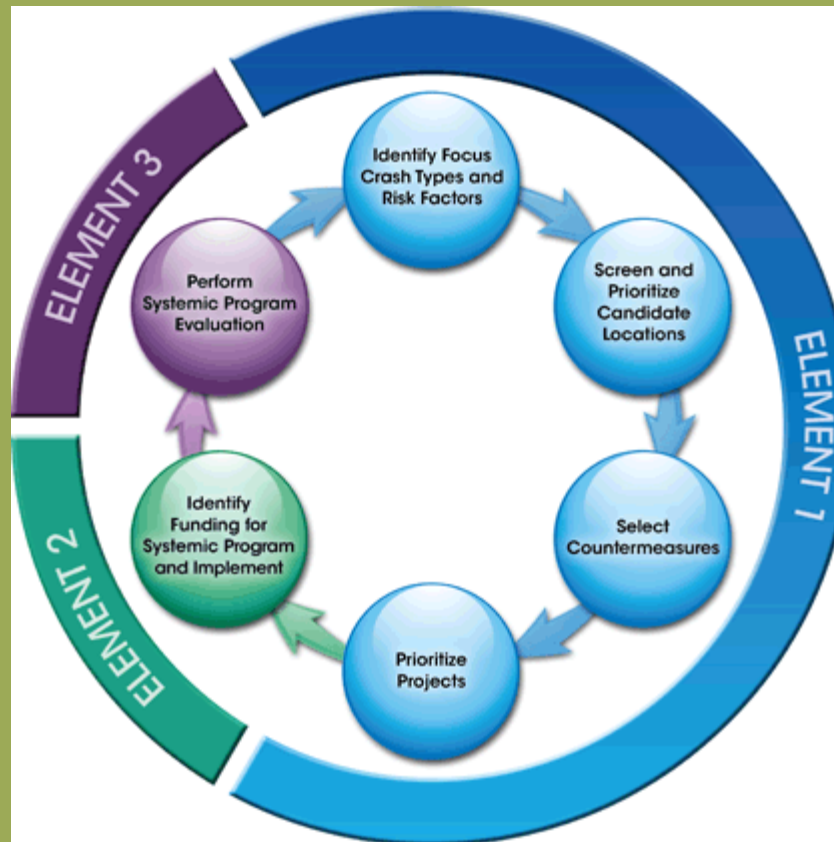 Identify Focus
Crash Types and
Risk Factors
Screen and
Prioritize
Candidate
Locations
Select
Countermeasures
Prioritize
Projects
Identify
Funding for
Systemic Program
and Implement
Perform
Systemic Program
Evaluation
ELEMENT 1
ELEMENT 2
ELEMENT 3